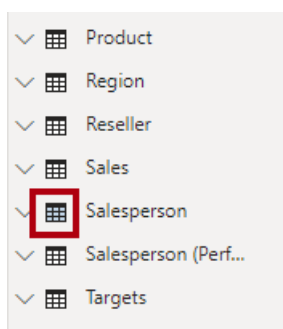 Product
Region
Reseller
Sales
Salesperson
Salesperson (Perf...
Targets